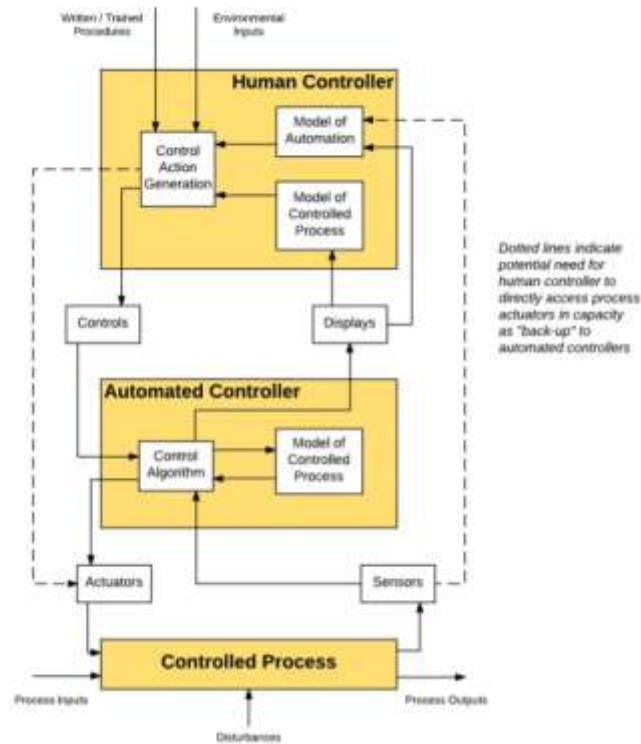 Written / Trained
Procedures
Environmental
Inputs
Human Controller
Model of
Automation
Control
Action
Generation
Model of
Controlled
Process
Dotted lines indicate
potential need for
human controller to
directly access process
actuators in capacity
as "back-up" to
automated controllers
Controls
Displays
Automated Controller
Control
Algorithm
Model of
Controlled
Process
Actuators
Sensors
Controlled Process
Process Inputs
Process Outputs
Disturbances